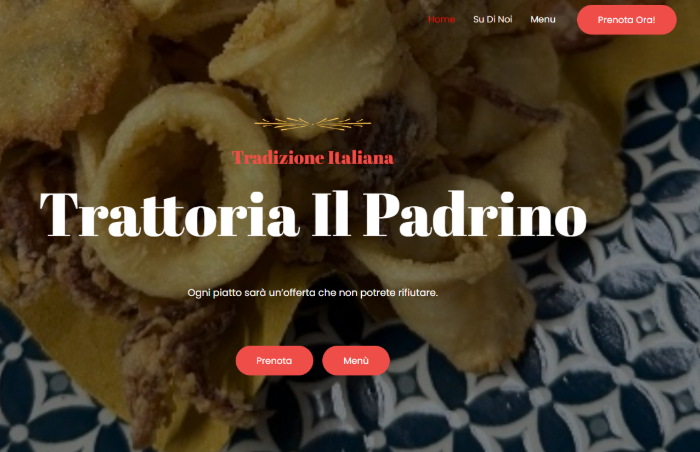 Home Su Di Noi Menu Prenota Ora!
Tradizione Italiana
Trattoria Il Padrino
Ogni piatto sarà un'offerta che non potrete rifiutare.
Prenota Menù